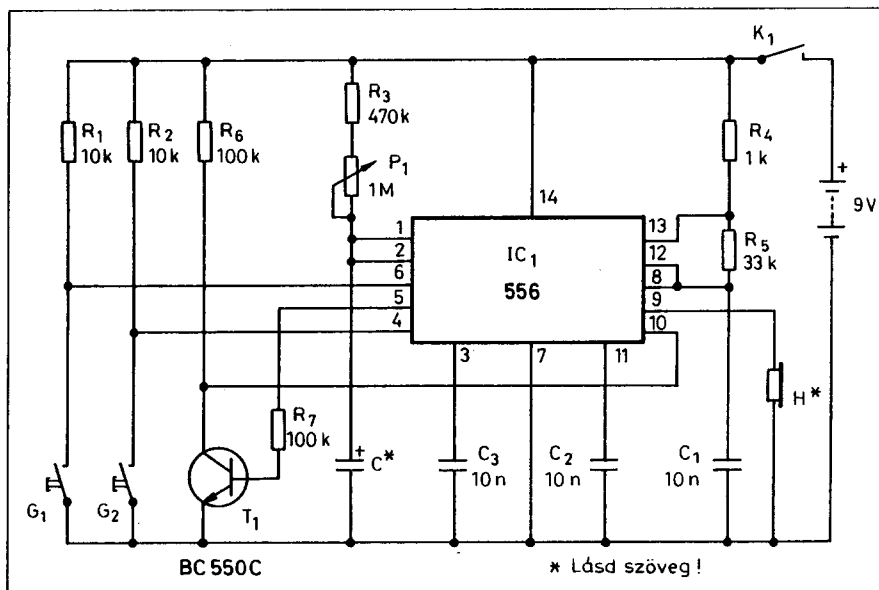 K₁
R₁
10k
R₂
10k
R₆
100k
R₃
470k
P₁
1M
R₄
1k
+
9V
14
1
2
6
5
4
IC₁
556
13
12
8
9
10
R₅
33k
3
7
11
H*
R₇
100k
+
C*
C₃
10n
C₂
10n
C₁
10n
G₁
G₂
T₁
BC550C
* Lásd szöveg!